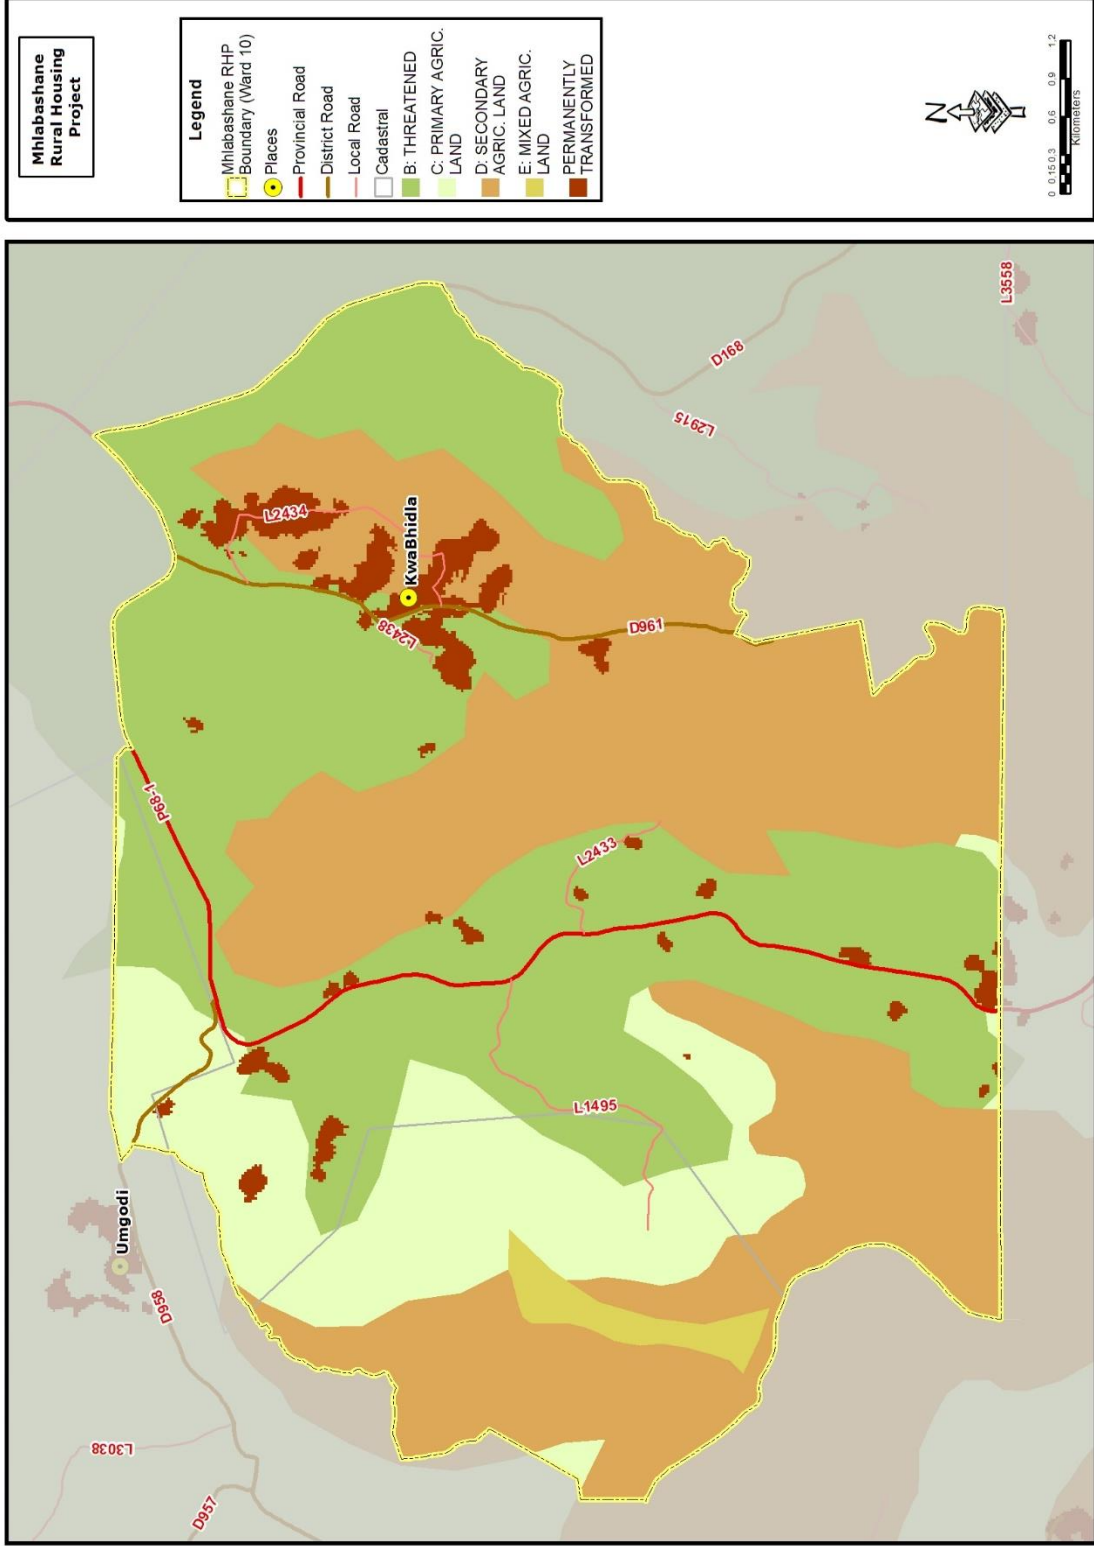 Mhlabashane
Rural Housing
Project
Legend
Mhlabashane RHP
Boundary (Ward 10)
Places
Provincial Road
District Road
Local Road
Cadastral
B: THREATENED
C: PRIMARY AGRIC.
LAND
D: SECONDARY
AGRIC. LAND
E: MIXED AGRIC.
LAND
PERMANENTLY
TRANSFORMED
N
0 0.15 0.3 0.6 0.9 1.2
Kilometers
P68-1
L2434
KwaBhidla
L2438
D961
L2433
L1495
Umgodi
D958
L3038
D957
D168
L2915
L3558